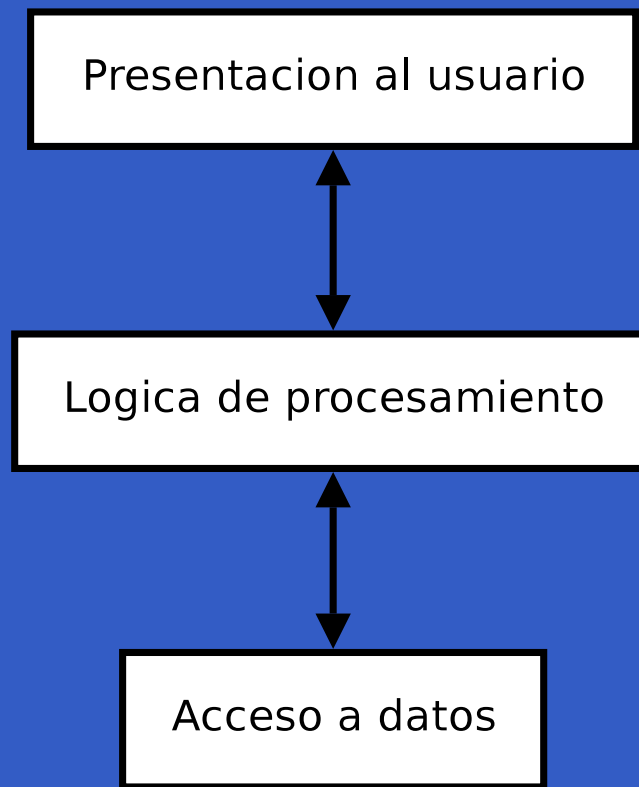 Presentacion al usuario
Logica de procesamiento
Acceso a datos